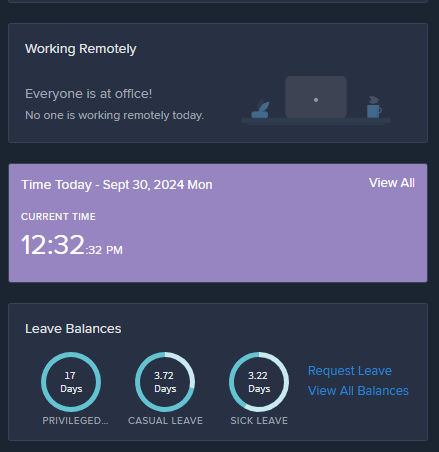 Working Remotely
Everyone is at office!
No one is working remotely today.
Time Today - Sept 30, 2024 Mon
View All
CURRENT TIME
12:32:32 PM
Leave Balances
17
Days
PRIVILEGED...
3.72
Days
CASUAL LEAVE
3.22
Days
SICK LEAVE
Request Leave
View All Balances